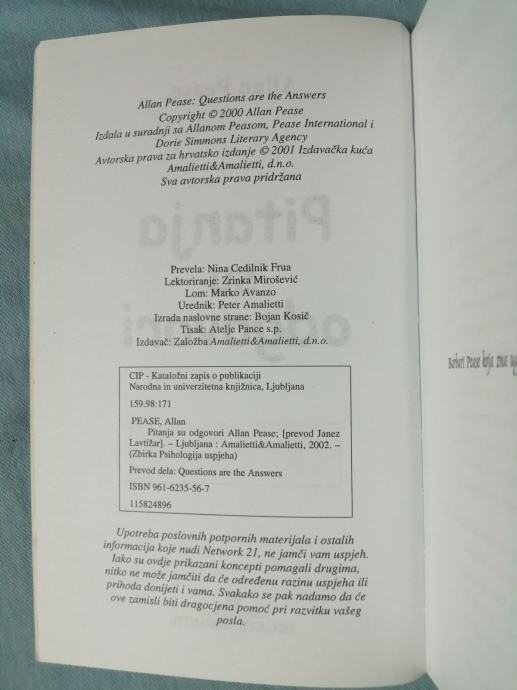 Allan Pease: Questions are the Answers
Copyright © 2000 Allan Pease
Izdala u suradnji sa Allanom Peasom, Pease International i
Dorie Simmons Literary Agency
Avtorska prava za hrvatsko izdanje © 2001 Izdavačka kuća
Amalietti&Amalietti, d.n.o.
Sva avtorska prava pridržana
Pitanja
Prevela: Nina Cedilnik Frua
Lektoriranje: Zrinka Mirošević
Lom: Marko Avanzo
Urednik: Peter Amalietti
Izrada naslovne strane: Bojan Kosič
Tisak: Atelje Pance s.p.
Izdavač: Založba Amalietti&Amalietti, d.n.o.
CIP - Kataložni zapis o publikaciji
Narodna in univerzitetna knjižnica, Ljubljana
159.98:171
PEASE, Allan
Pitanja su odgovori Allan Pease; [prevod Janez
Lavtižar]. – Ljubljana : Amalietti&Amalietti, 2002. –
(Zbirka Psihologija uspjeha)
Prevod dela: Questions are the Answers
ISBN 961-6235-56-7
115824896
Upotreba poslovnih potpornih materijala i ostalih
informacija koje nudi Network 21, ne jamči vam uspjeh.
Iako su ovdje prikazani koncepti pomagali drugima,
nitko ne može jamčiti da će određenu razinu uspjeha ili
prihoda donijeti i vama. Svakako se pak nadamo da će
ove zamisli biti dragocjena pomoć pri razvitku vašeg
posla.
Barbari Pease koja zna